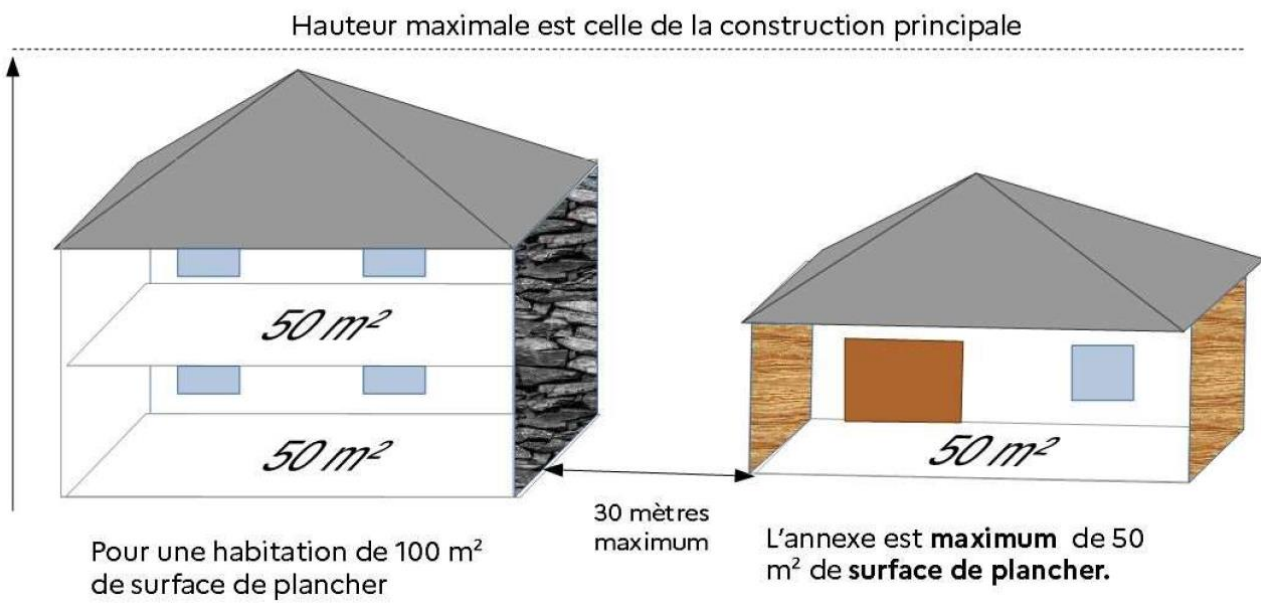 Hauteur maximale est celle de la construction principale
50 m²
50 m²
50 m²
30 mètres
maximum
Pour une habitation de 100 m²
de surface de plancher
L'annexe est maximum de 50
m² de surface de plancher.